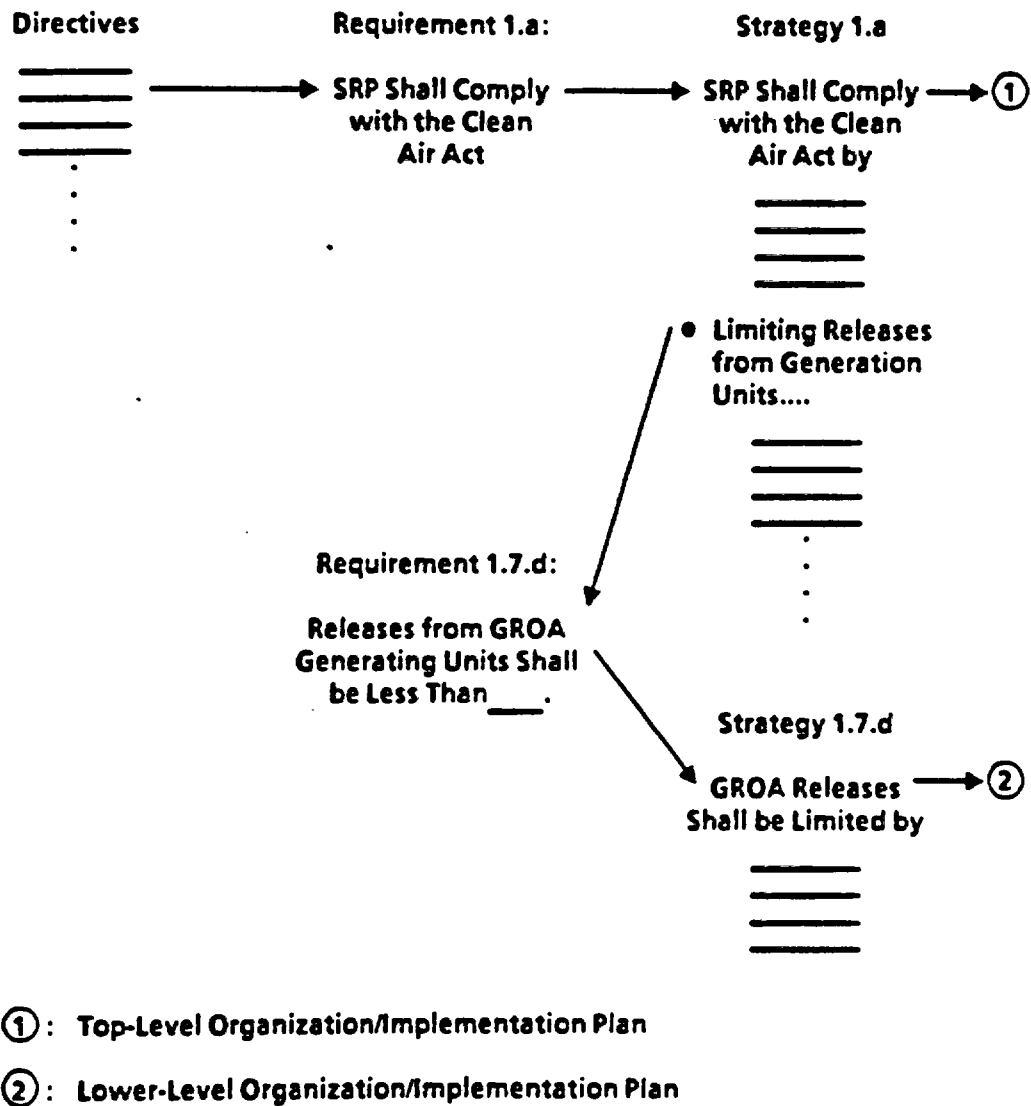 Directives
Requirement 1.a:
Strategy 1.a
SRP Shall Comply
with the Clean
Air Act
SRP Shall Comply
with the Clean
Air Act by
1
• Limiting Releases
from Generation
Units....
Requirement 1.7.d:
Releases from GROA
Generating Units Shall
be Less Than ____.
Strategy 1.7.d
GROA Releases
Shall be Limited by
2
1 : Top-Level Organization/Implementation Plan
2 : Lower-Level Organization/Implementation Plan